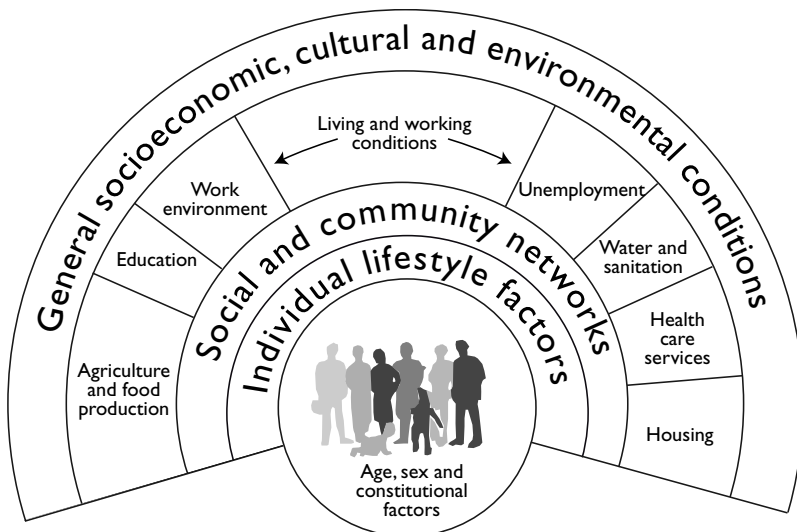 General socioeconomic, cultural and environmental conditions
Living and working
conditions
Work
environment
Unemployment
Education
Water and
sanitation
Agriculture
and food
production
Health
care
services
Housing
Social and community networks
Individual lifestyle factors
Age, sex and
constitutional
factors